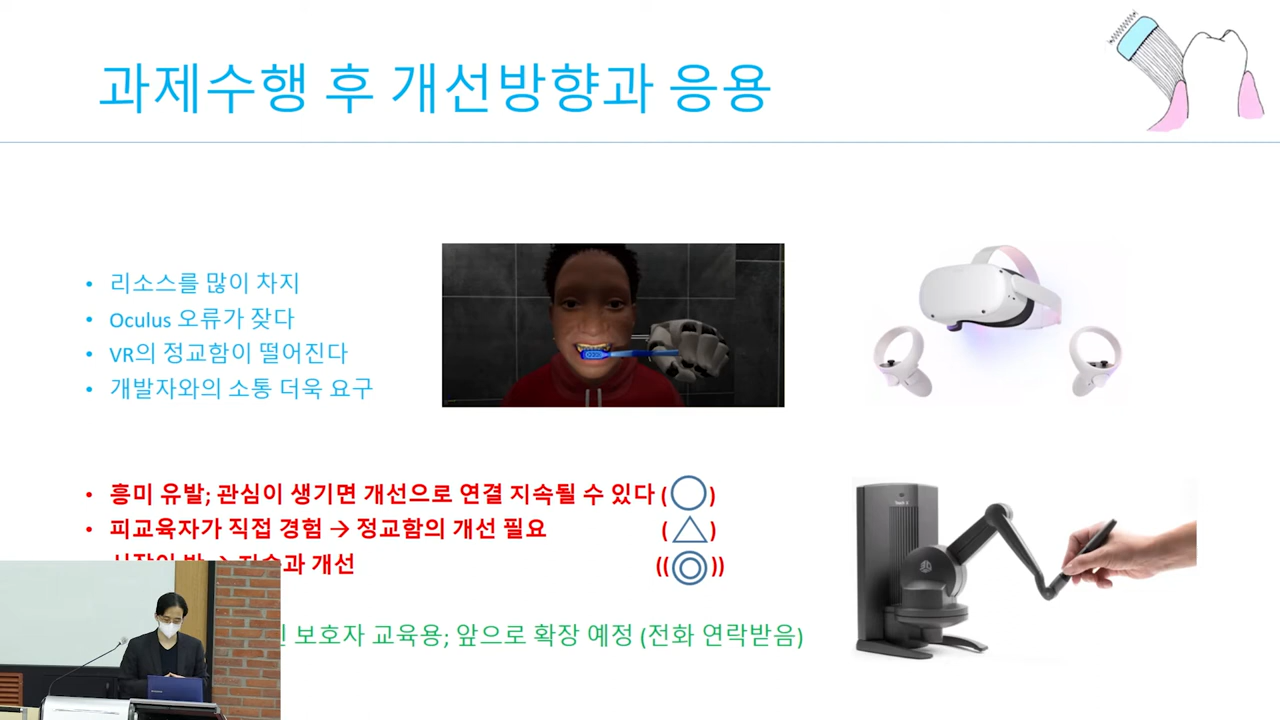 과제수행 후 개선방향과 응용
• 리소스를 많이 차지
• Oculus 오류가 잦다
• VR의 정교함이 떨어진다
• 개발자와의 소통 더욱 요구
• 흥미 유발; 관심이 생기면 개선으로 연결 지속될 수 있다 (◯)
• 피교육자가 직접 경험 → 정교함의 개선 필요 (△)
개선 ((◎))
보호자 교육용; 앞으로 확장 예정 (전화 연락받음)